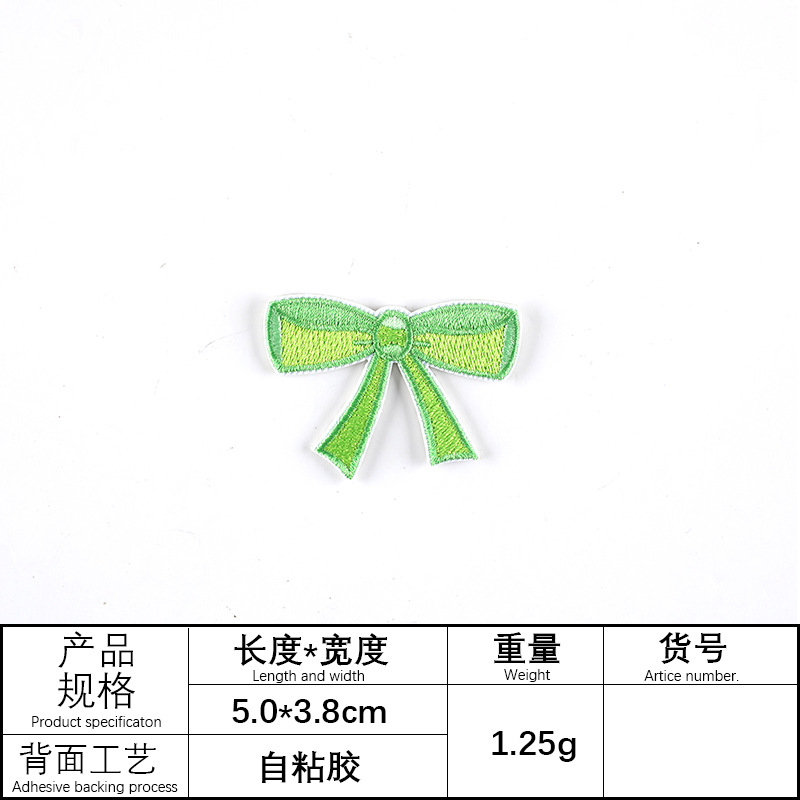 产品
规格
Product specificaton
长度*宽度
Length and width
重量
Weight
货号
Artice number.
5.0*3.8cm
1.25g
背面工艺
Adhesive backing process
自粘胶